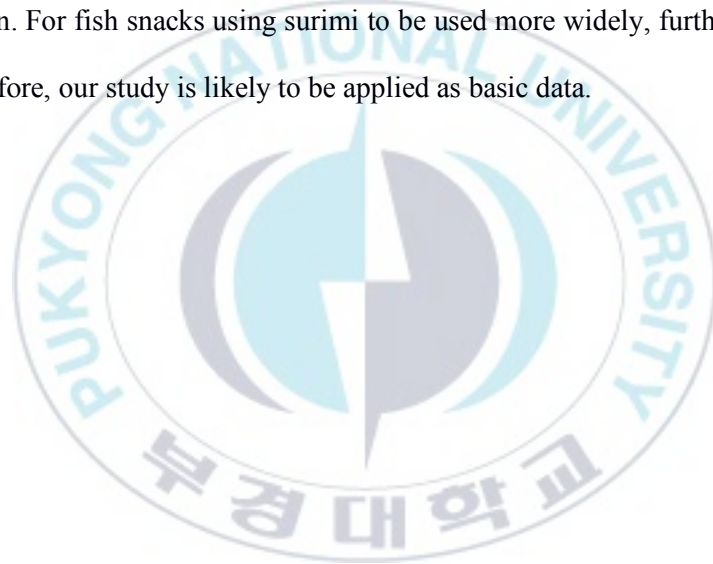 n. For fish snacks using surimi to be used more widely, furth
fore, our study is likely to be applied as basic data.
PUKYONG NATIONAL UNIVERSITY
부경대학교